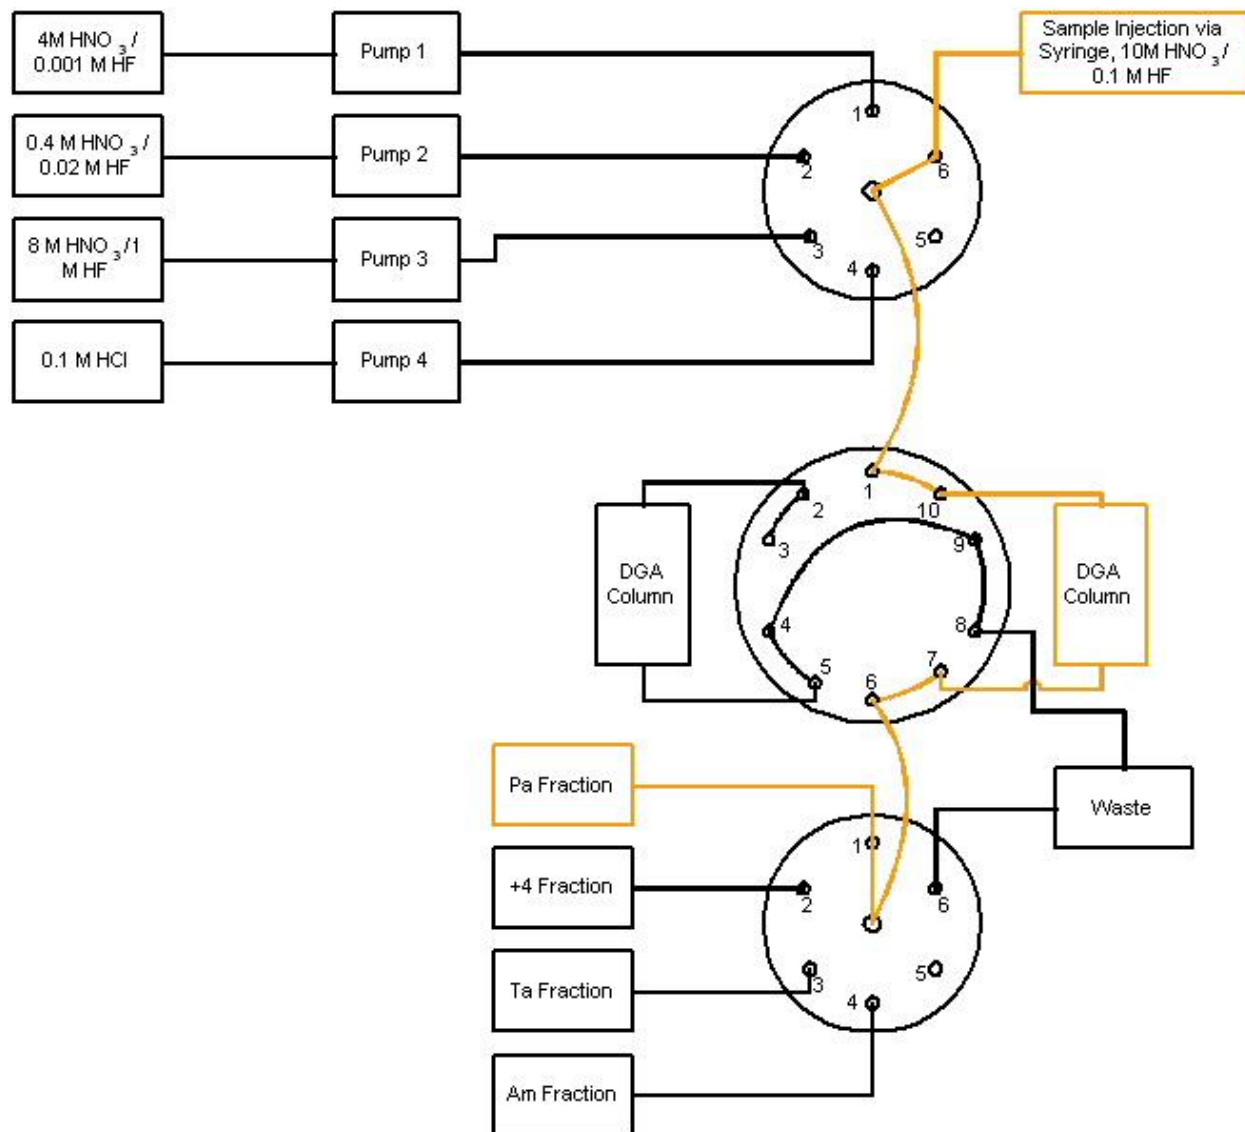 4M HNO3/
0.001 M HF
Pump 1
Sample Injection via
Syringe, 10M HNO3/
0.1 M HF
0.4 M HNO3/
0.02 M HF
Pump 2
8 M HNO3/1
M HF
Pump 3
0.1 M HCl
Pump 4
1
2
6
3
5
4
1
2
10
3
9
DGA
Column
DGA
Column
4
8
5
7
6
Pa Fraction
Waste
+4 Fraction
Ta Fraction
Am Fraction
1
2
6
3
5
4